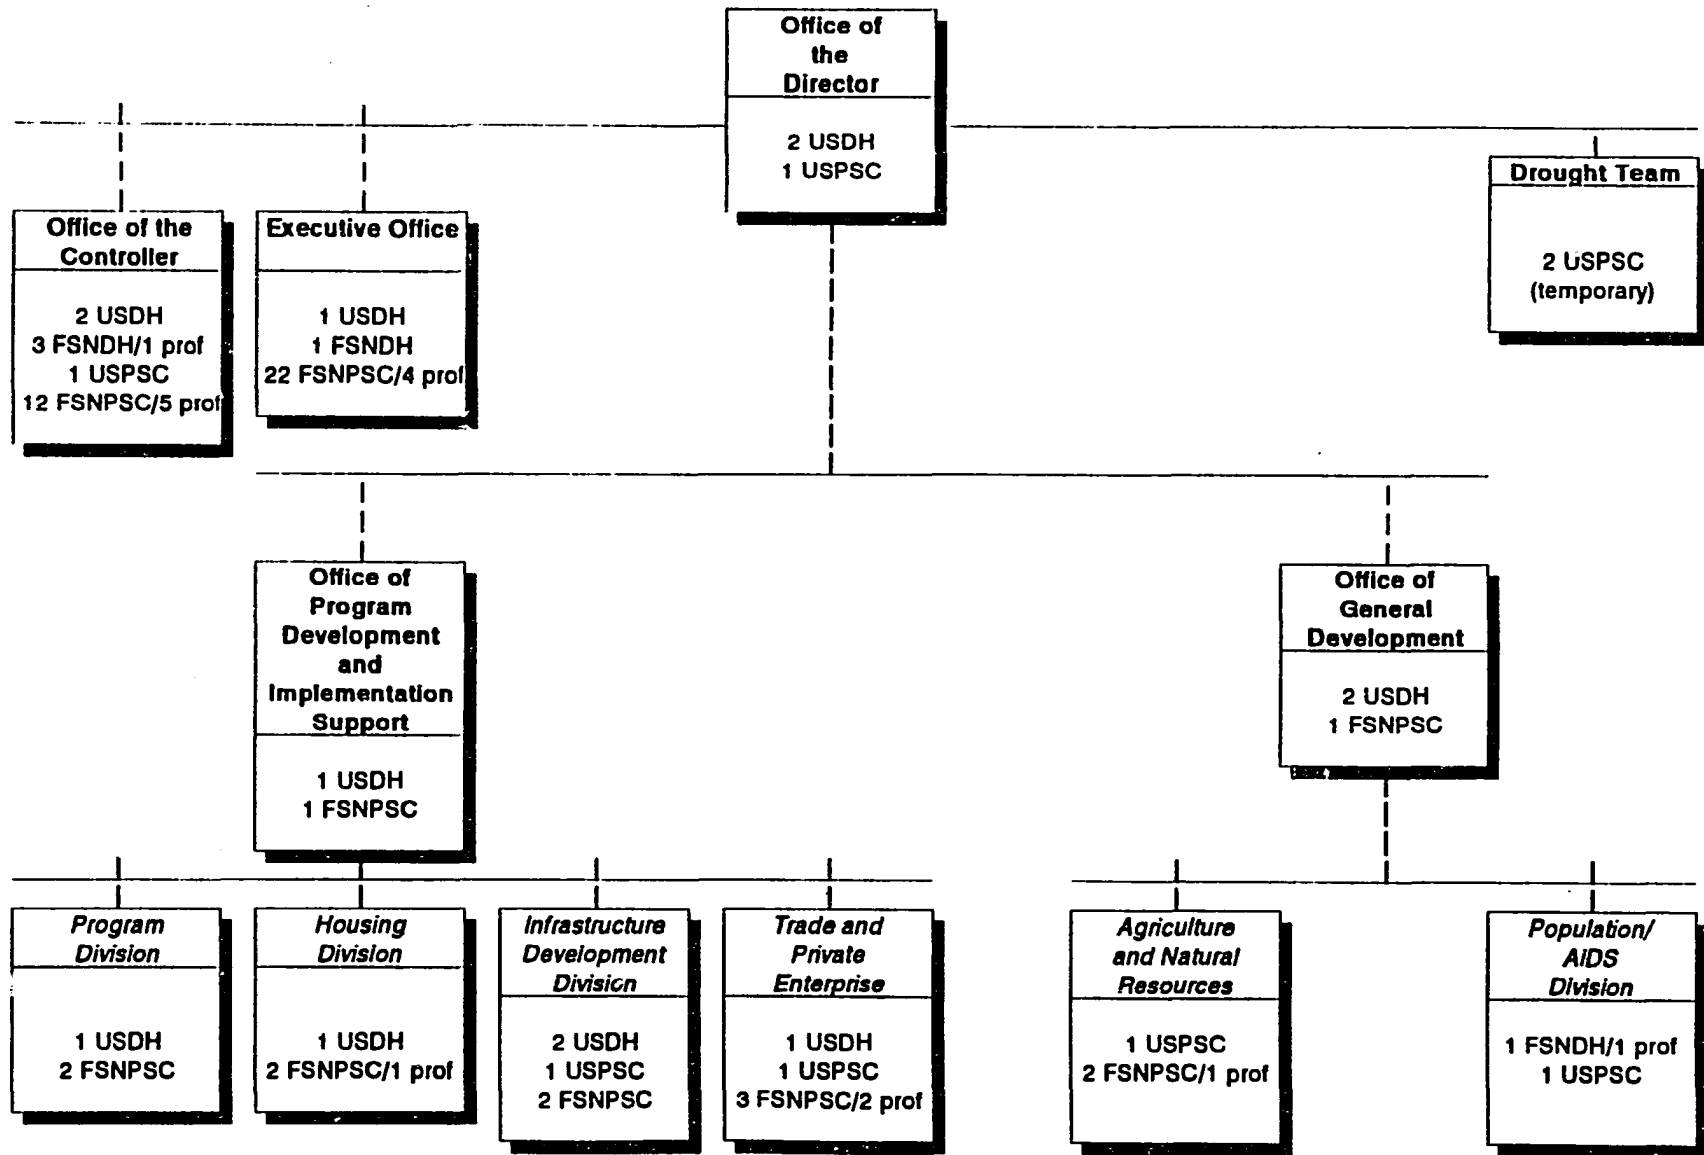 Office of
the
Director
2 USDH
1 USPSC
Office of the
Controller
2 USDH
3 FSNDH/1 prof
1 USPSC
12 FSNPSC/5 prof
Executive Office
1 USDH
1 FSNDH
22 FSNPSC/4 prof
Drought Team
2 USPSC
(temporary)
Office of
Program
Development
and
Implementation
Support
1 USDH
1 FSNPSC
Office of
General
Development
2 USDH
1 FSNPSC
Program
Division
1 USDH
2 FSNPSC
Housing
Division
1 USDH
2 FSNPSC/1 prof
Infrastructure
Development
Division
2 USDH
1 USPSC
2 FSNPSC
Trade and
Private
Enterprise
1 USDH
1 USPSC
3 FSNPSC/2 prof
Agriculture
and Natural
Resources
1 USPSC
2 FSNPSC/1 prof
Population/
AIDS
Division
1 FSNDH/1 prof
1 USPSC